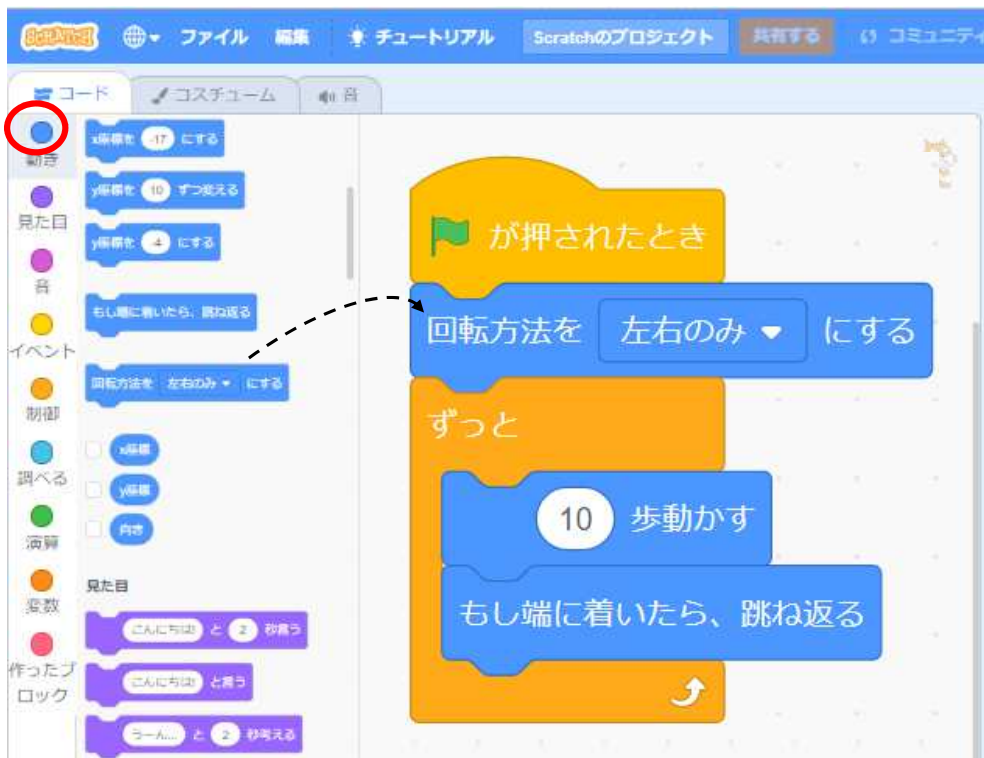 SCRATCH ファイル 編集 チュートリアル Scratchのプロジェクト 共有する コミュニティ
コード コスチューム 音
動き
見た目
音
イベント
制御
調べる
演算
変数
作ったブ
ロック
x座標を -17 にする
y座標を 10 ずつ変える
y座標を -4 にする
もし端に着いたら、跳ね返る
回転方法を 左右のみ にする
x座標
y座標
向き
見た目
こんにちは! と 2 秒言う
こんにちは! と言う
うーん... と 2 秒考える
が押されたとき
回転方法を 左右のみ にする
ずっと
10 歩動かす
もし端に着いたら、跳ね返る